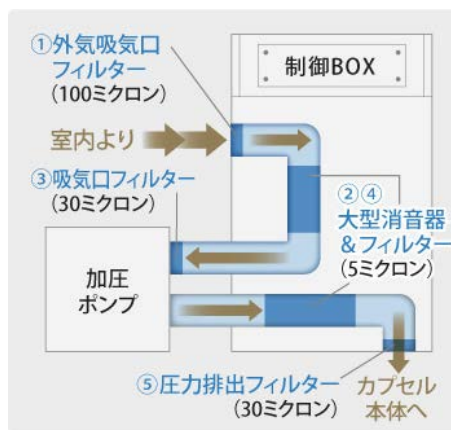 ①外気吸気口
フィルター
(100ミクロン)
制御BOX
室内より
③吸気口フィルター
(30ミクロン)
②④
大型消音器
&フィルター
(5ミクロン)
加圧
ポンプ
⑤圧力排出フィルター
(30ミクロン)
カプセル
本体へ